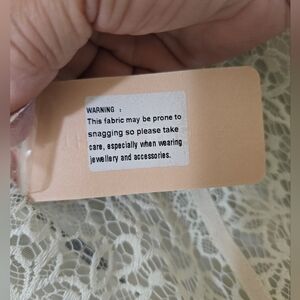 WARNING :
This fabric may be prone to
snagging so please take
care, especially when wearing
jewellery and accessories.